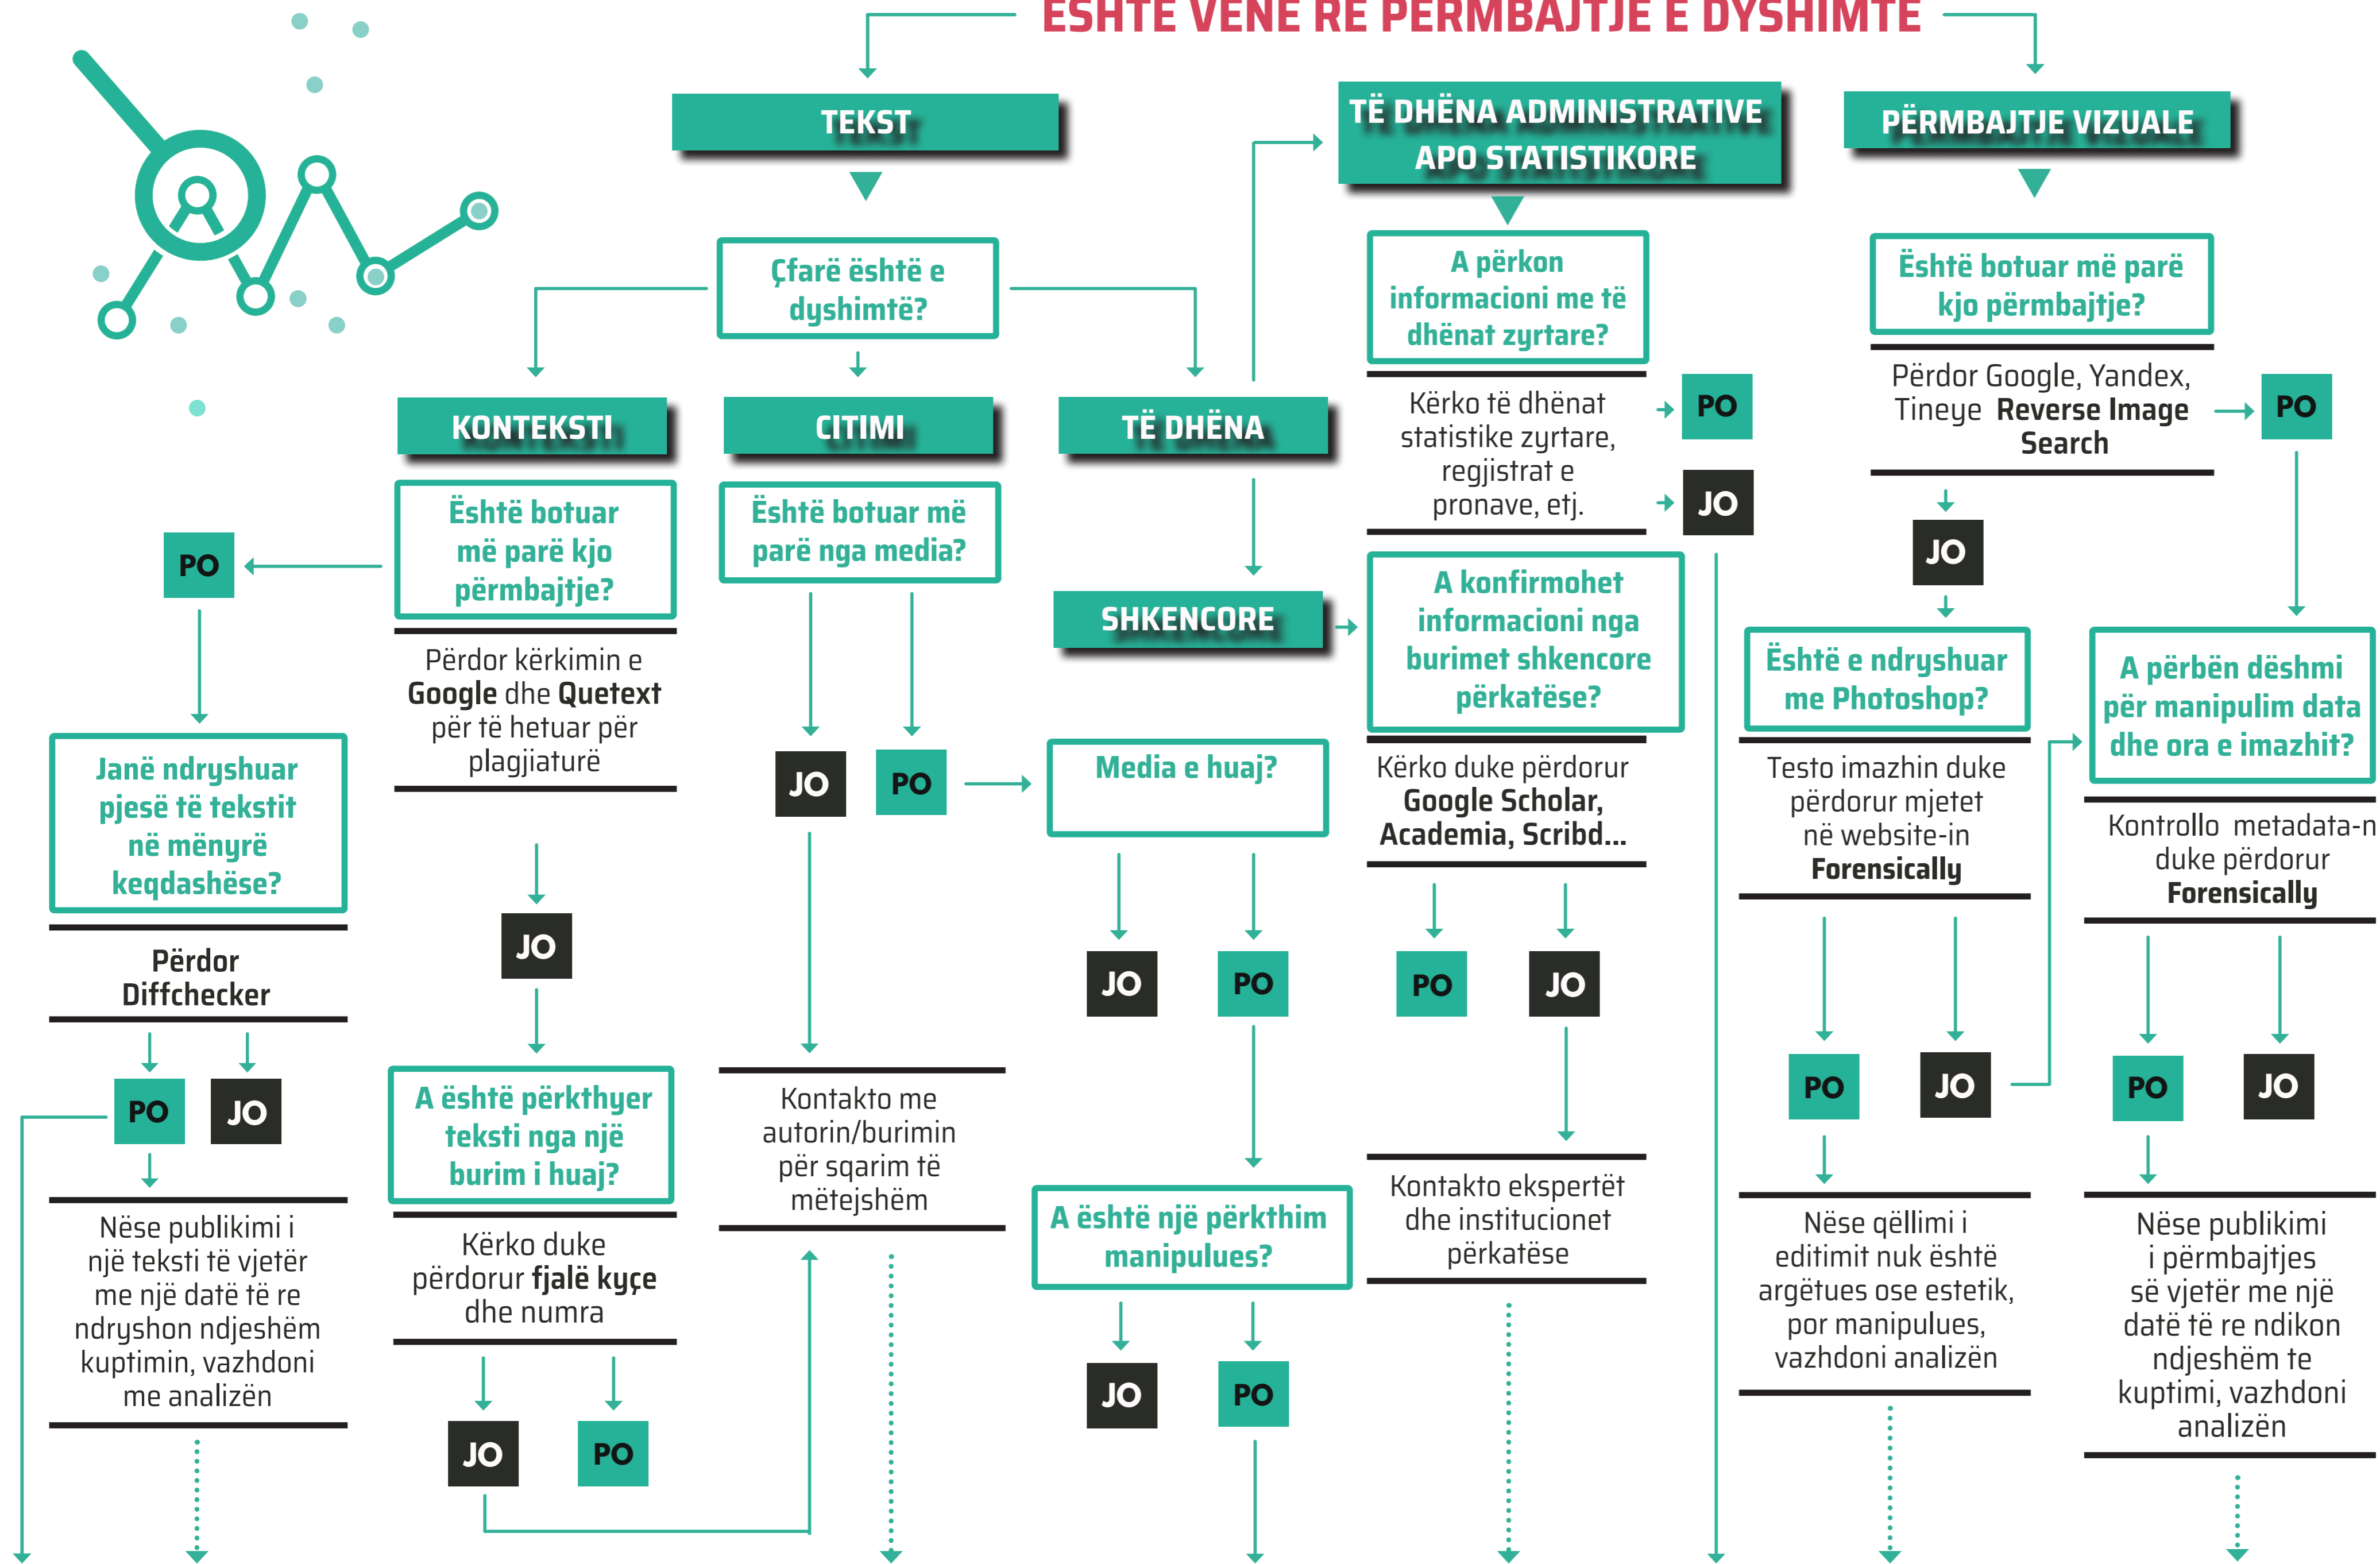 ËSHTË VËNË RE PËRMBAJTJE E DYSHIMTË
TEKST
Çfarë është e
dyshimtë?
KONTEKSTI
Është botuar
më parë kjo
përmbajtje?
Përdor kërkimin e
Google dhe Quetext
për të hetuar për
plagjiaturë
PO
Janë ndryshuar
pjesë të tekstit
në mënyrë
keqdashëse?
Përdor
Diffchecker
PO
JO
Nëse publikimi i
një teksti të vjetër
me një datë të re
ndryshon ndjeshëm
kuptimin, vazhdoni
me analizën
JO
A është përkthyer
teksti nga një
burim i huaj?
Kërko duke
përdorur fjalë kyçe
dhe numra
JO
PO
CITIMI
Është botuar më
parë nga media?
JO
PO
Kontakto me
autorin/burimin
për sqarim të
mëtejshëm
Media e huaj?
JO
PO
A është një përkthim
manipulues?
JO
PO
TË DHËNA
SHKENCORE
TË DHËNA ADMINISTRATIVE
APO STATISTIKORE
A përkon
informacioni me të
dhënat zyrtare?
Kërko të dhënat
statistike zyrtare,
regjistrat e
pronave, etj.
PO
JO
A konfirmohet
informacioni nga
burimet shkencore
përkatëse?
Kërko duke përdorur
Google Scholar,
Academia, Scribd...
PO
JO
Kontakto ekspertët
dhe institucionet
përkatëse
PËRMBAJTJE VIZUALE
Është botuar më parë
kjo përmbajtje?
Përdor Google, Yandex,
Tineye Reverse Image
Search
PO
JO
Është e ndryshuar
me Photoshop?
Testo imazhin duke
përdorur mjetet
në website-in
Forensically
PO
JO
Nëse qëllimi i
editimit nuk është
argëtues ose estetik,
por manipulues,
vazhdoni analizën
A përbën dëshmi
për manipulim data
dhe ora e imazhit?
Kontrollo metadata-n
duke përdorur
Forensically
PO
JO
Nëse publikimi
i përmbajtjes
së vjetër me një
datë të re ndikon
ndjeshëm te
kuptimi, vazhdoni
analizën